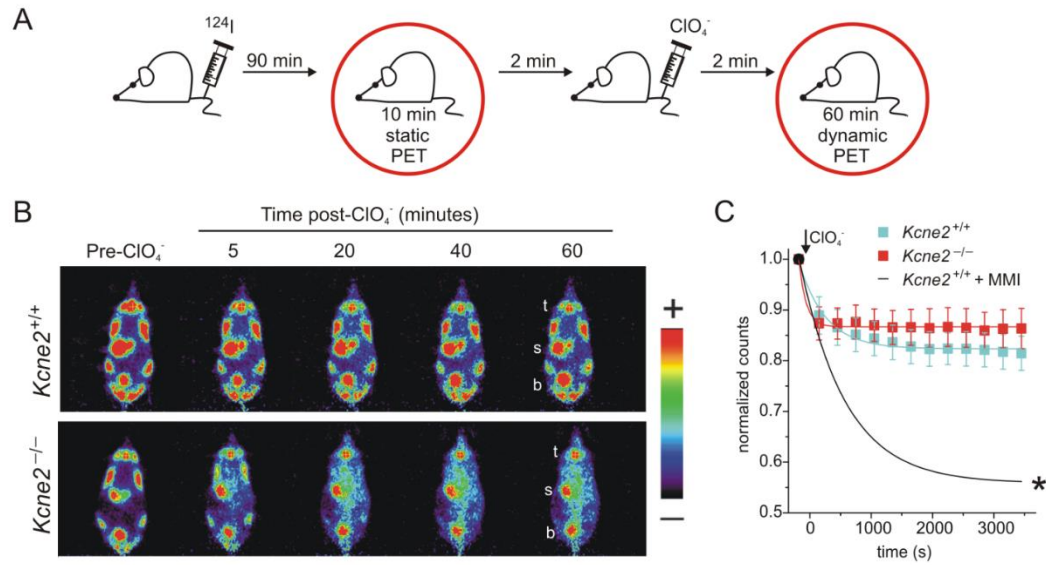 A
¹²⁴I
90 min
10 min
static
PET
2 min
ClO₄⁻
2 min
60 min
dynamic
PET
B
Time post-ClO₄⁻ (minutes)
Pre-ClO₄⁻ 5 20 40 60
Kcne2⁺/⁺
t
s
b
Kcne2⁻/⁻
t
s
b
+
−
C
ClO₄⁻
Kcne2⁺/⁺
Kcne2⁻/⁻
Kcne2⁺/⁺ + MMI
normalized counts
1.0
0.9
0.8
0.7
0.6
0.5
*
0 1000 2000 3000
time (s)